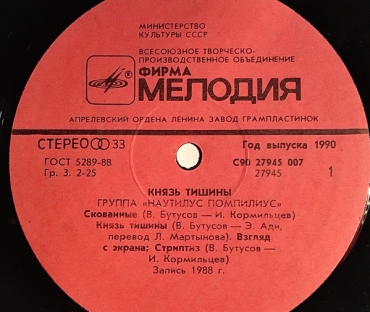 МИНИСТЕРСТВО
КУЛЬТУРЫ СССР
ВСЕСОЮЗНОЕ ТВОРЧЕСКО-
ПРОИЗВОДСТВЕННОЕ ОБЪЕДИНЕНИЕ
ФИРМА
МЕЛОДИЯ
АПРЕЛЕВСКИЙ ОРДЕНА ЛЕНИНА ЗАВОД ГРАМПЛАСТИНОК
СТЕРЕО 33
Год выпуска 1990
ГОСТ 5289-88
С90 27945 007
Гр. 3. 2-25
27945
1
КНЯЗЬ ТИШИНЫ
ГРУППА «НАУТИЛУС ПОМПИЛИУС»
Скованные (В. Бутусов — И. Кормильцев)
Князь тишины (В. Бутусов — Э. Ади,
перевод Л. Мартынова). Взгляд
с экрана; Стриптиз (В. Бутусов —
И. Кормильцев)
Запись 1988 г.